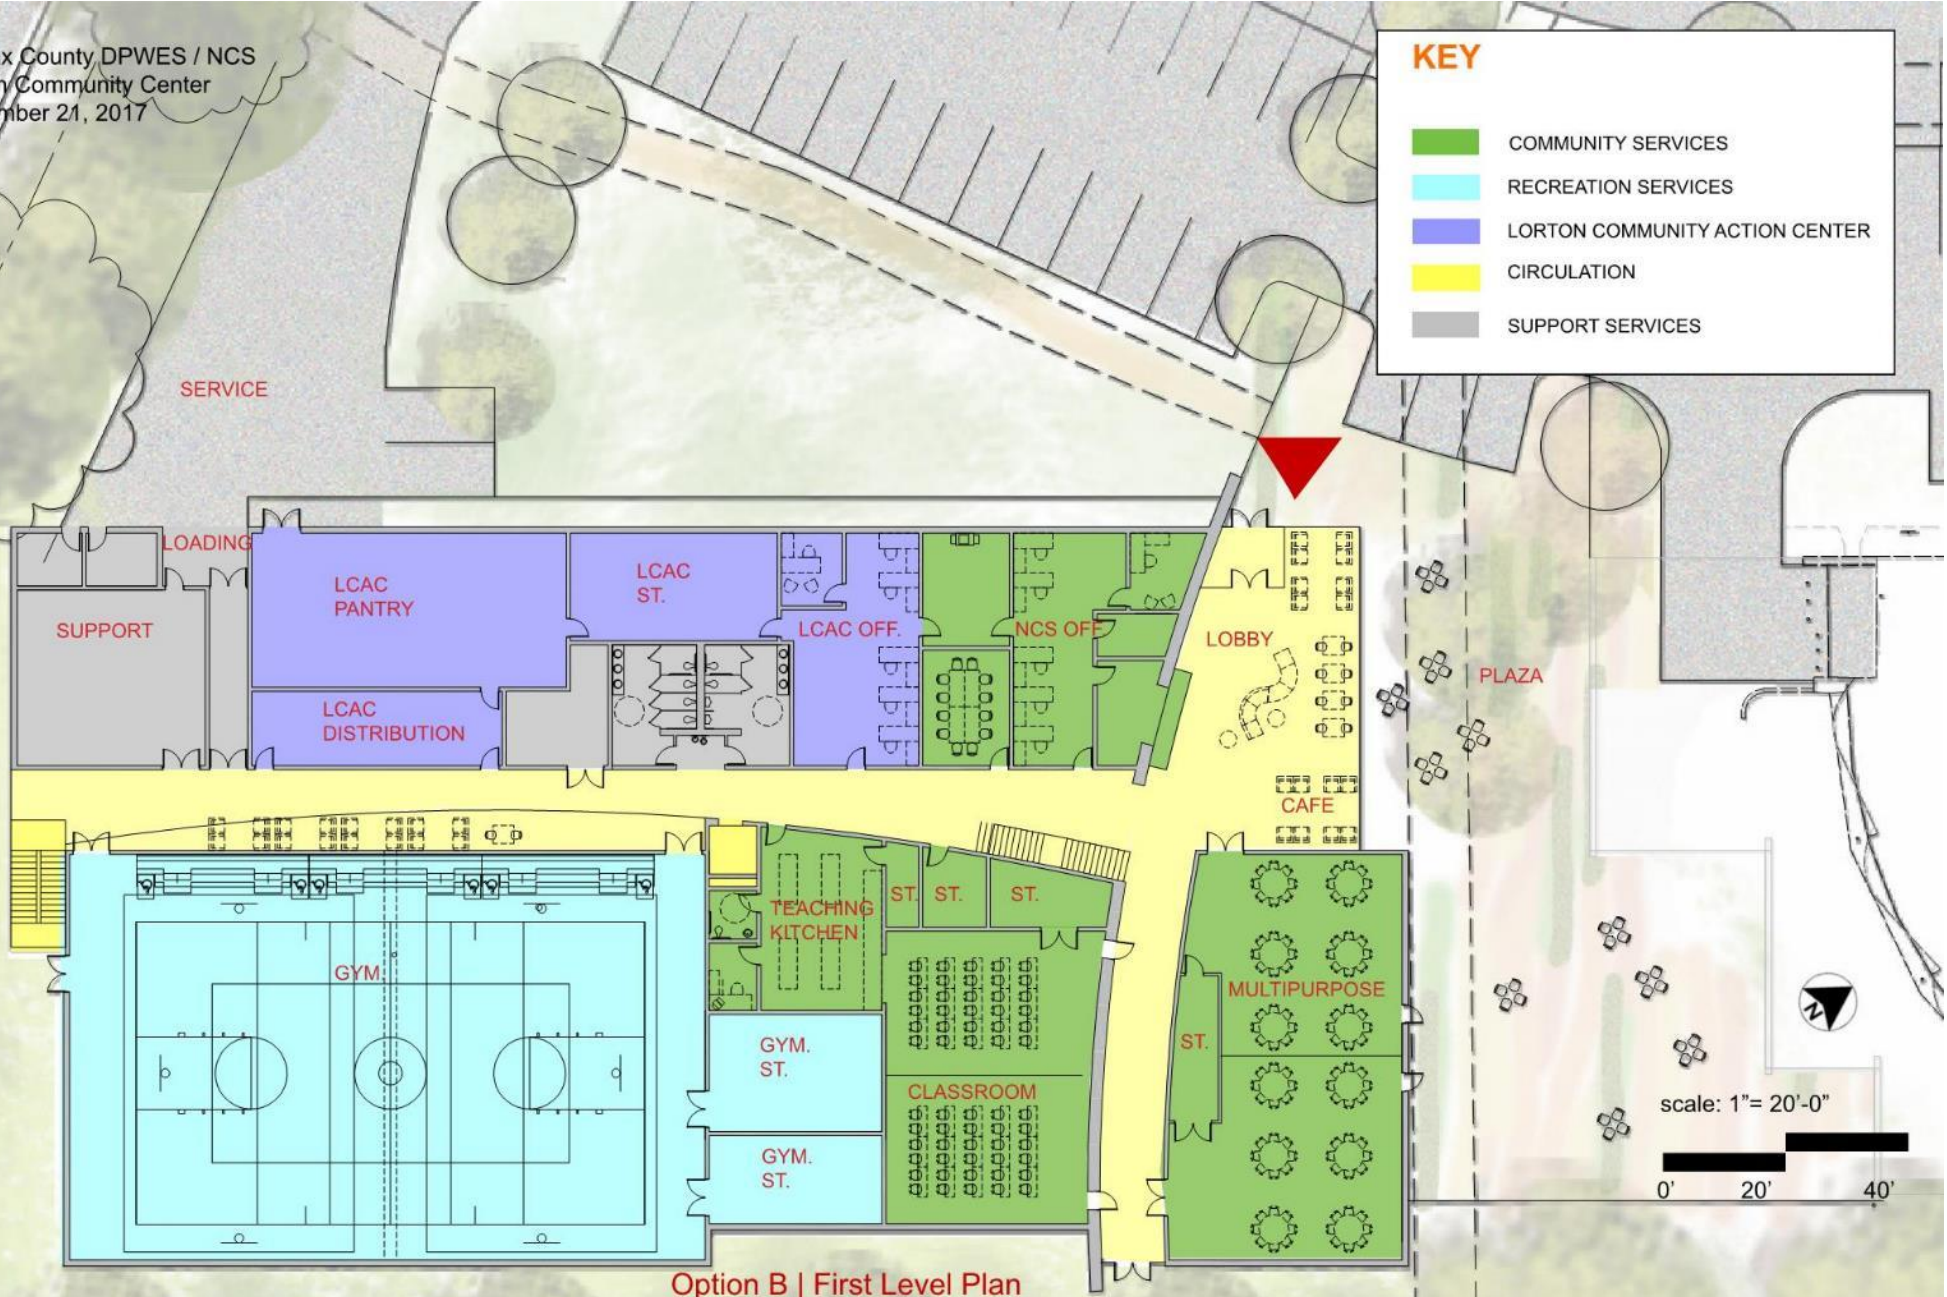 x County DPWES / NCS
Community Center
mber 21, 2017
KEY
COMMUNITY SERVICES
RECREATION SERVICES
LORTON COMMUNITY ACTION CENTER
CIRCULATION
SUPPORT SERVICES
SERVICE
LOADING
LCAC
PANTRY
LCAC
ST.
SUPPORT
LCAC OFF.
NCS OFF.
LOBBY
PLAZA
LCAC
DISTRIBUTION
CAFE
ST.
ST.
ST.
TEACHING
KITCHEN
GYM.
MULTIPURPOSE
GYM.
ST.
ST.
CLASSROOM
GYM.
ST.
N
scale: 1"= 20'-0"
0'
20'
40'
Option B | First Level Plan